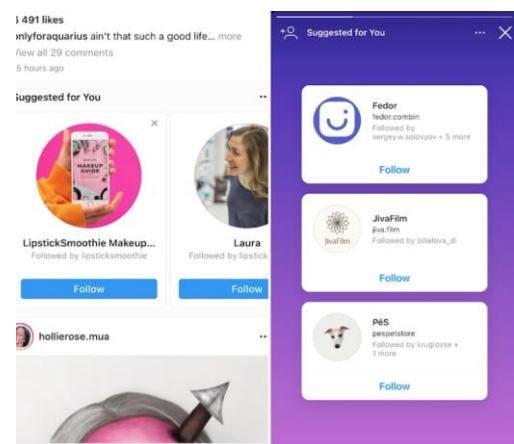 491 likes
onlyforaquarius ain't that such a good life... more
View all 29 comments
hours ago
Suggested for You
MAKEUP
GUIDE
LipstickSmoothie Makeup...
Followed by lipsticksmoothie
Follow
Laura
Followed by lipstick
Follow
hollierose.mua
Suggested for You
Fedor
fedor.combin
Followed by
sergey.w.solovyov + 5 more
Follow
JivaFilm
JivaFilm
jiva.film
Followed by bilialova_di
Follow
PéS
pespetstore
Followed by kruglovse +
1 more
Follow